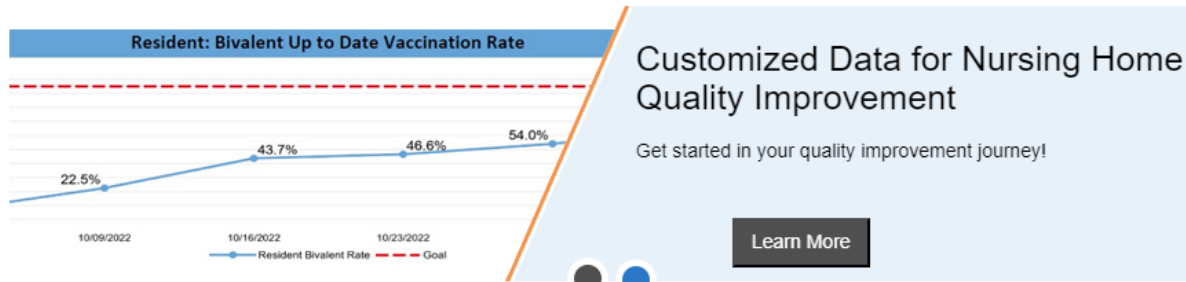 Resident: Bivalent Up to Date Vaccination Rate
22.5%
43.7%
46.6%
54.0%
10/09/2022
10/16/2022
10/23/2022
Resident Bivalent Rate
Goal
Customized Data for Nursing Home
Quality Improvement
Get started in your quality improvement journey!
Learn More